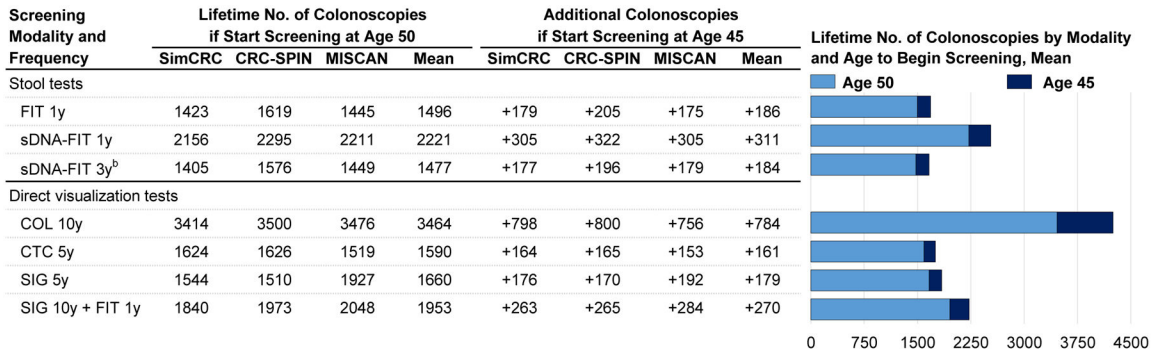 Screening Modality and Frequency
Lifetime No. of Colonoscopies if Start Screening at Age 50
Additional Colonoscopies if Start Screening at Age 45
SimCRC CRC-SPIN MISCAN Mean SimCRC CRC-SPIN MISCAN Mean
Stool tests
FIT 1y 1423 1619 1445 1496 +179 +205 +175 +186
sDNA-FIT 1y 2156 2295 2211 2221 +305 +322 +305 +311
sDNA-FIT 3yᵇ 1405 1576 1449 1477 +177 +196 +179 +184
Direct visualization tests
COL 10y 3414 3500 3476 3464 +798 +800 +756 +784
CTC 5y 1624 1626 1519 1590 +164 +165 +153 +161
SIG 5y 1544 1510 1927 1660 +176 +170 +192 +179
SIG 10y + FIT 1y 1840 1973 2048 1953 +263 +265 +284 +270
Lifetime No. of Colonoscopies by Modality
and Age to Begin Screening, Mean
Age 50 Age 45
0 750 1500 2250 3000 3750 4500